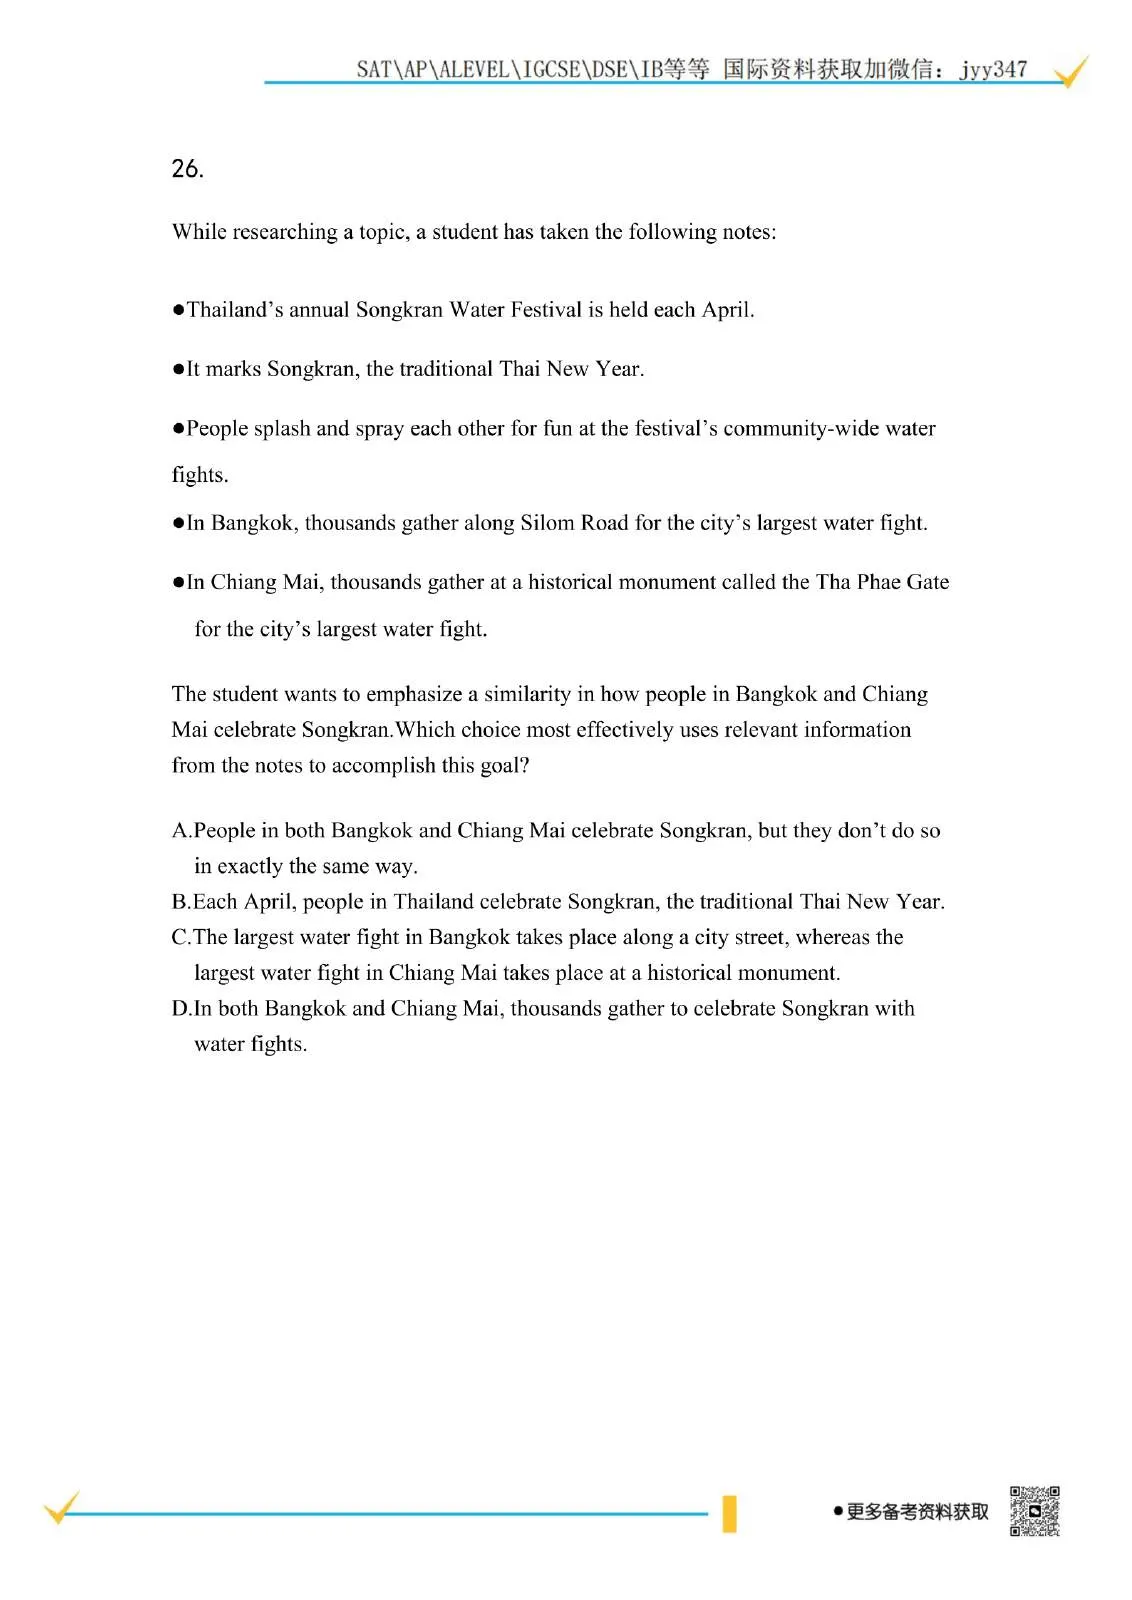 SAT\AP\ALEVEL\IGCSE\DSE\IB等等 国际资料获取加微信：jyy347
26.
While researching a topic, a student has taken the following notes:
●Thailand’s annual Songkran Water Festival is held each April.
●It marks Songkran, the traditional Thai New Year.
●People splash and spray each other for fun at the festival’s community-wide water
fights.
●In Bangkok, thousands gather along Silom Road for the city’s largest water fight.
●In Chiang Mai, thousands gather at a historical monument called the Tha Phae Gate
for the city’s largest water fight.
The student wants to emphasize a similarity in how people in Bangkok and Chiang
Mai celebrate Songkran.Which choice most effectively uses relevant information
from the notes to accomplish this goal?
A.People in both Bangkok and Chiang Mai celebrate Songkran, but they don’t do so
in exactly the same way.
B.Each April, people in Thailand celebrate Songkran, the traditional Thai New Year.
C.The largest water fight in Bangkok takes place along a city street, whereas the
largest water fight in Chiang Mai takes place at a historical monument.
D.In both Bangkok and Chiang Mai, thousands gather to celebrate Songkran with
water fights.
●更多备考资料获取